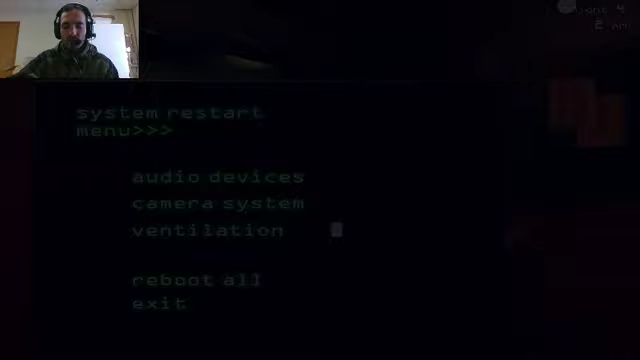 system restart
menu>>>
audio devices
camera system
ventilation
reboot all
exit